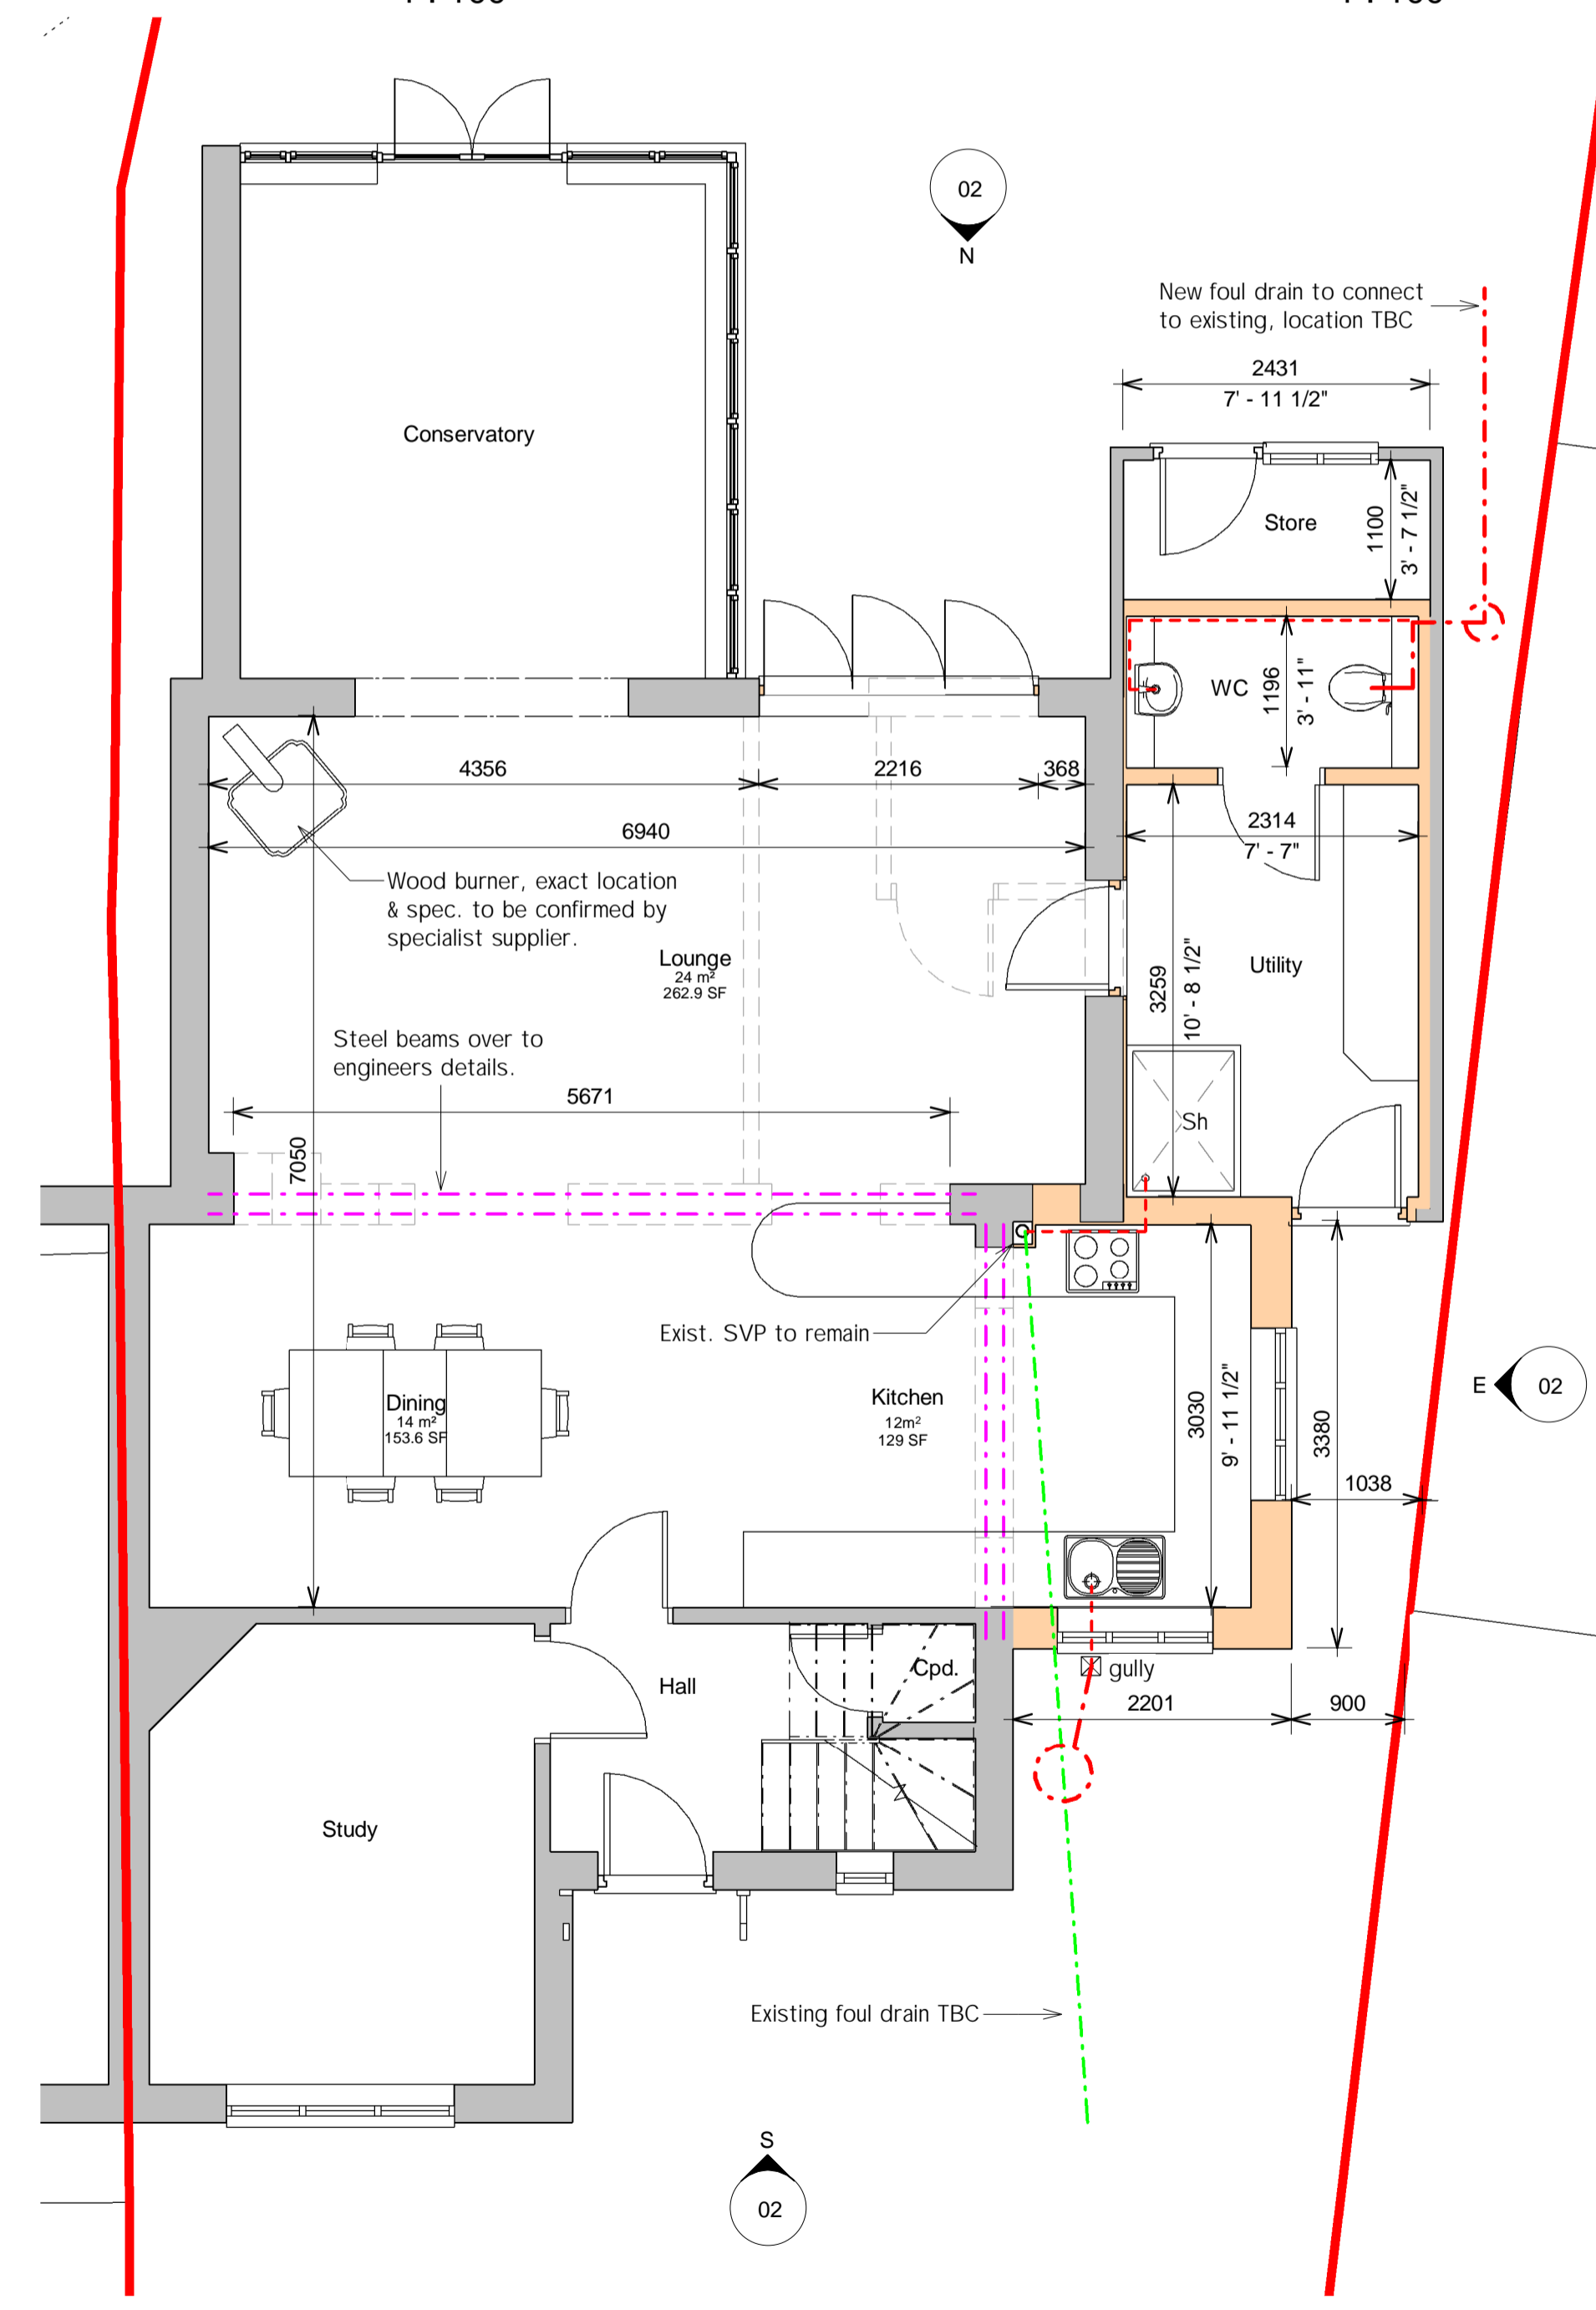 02
N
New foul drain to connect
to existing, location TBC
2431
7' - 11 1/2"
Conservatory
Store
1100
3' - 7 1/2"
WC
1196
3' - 11"
4356
2216
368
6940
2314
7' - 7"
Wood burner, exact location
& spec. to be confirmed by
specialist supplier.
Lounge
24 m²
262.9 SF
3259
10' - 8 1/2"
Utility
Steel beams over to
engineers details.
5671
7050
Sh
Exist. SVP to remain
Dining
14 m²
153.6 SF
Kitchen
12m²
129 SF
3030
9' - 11 1/2"
3380
E
02
1038
Hall
Cpd.
gully
2201
900
Study
Existing foul drain TBC
S
02